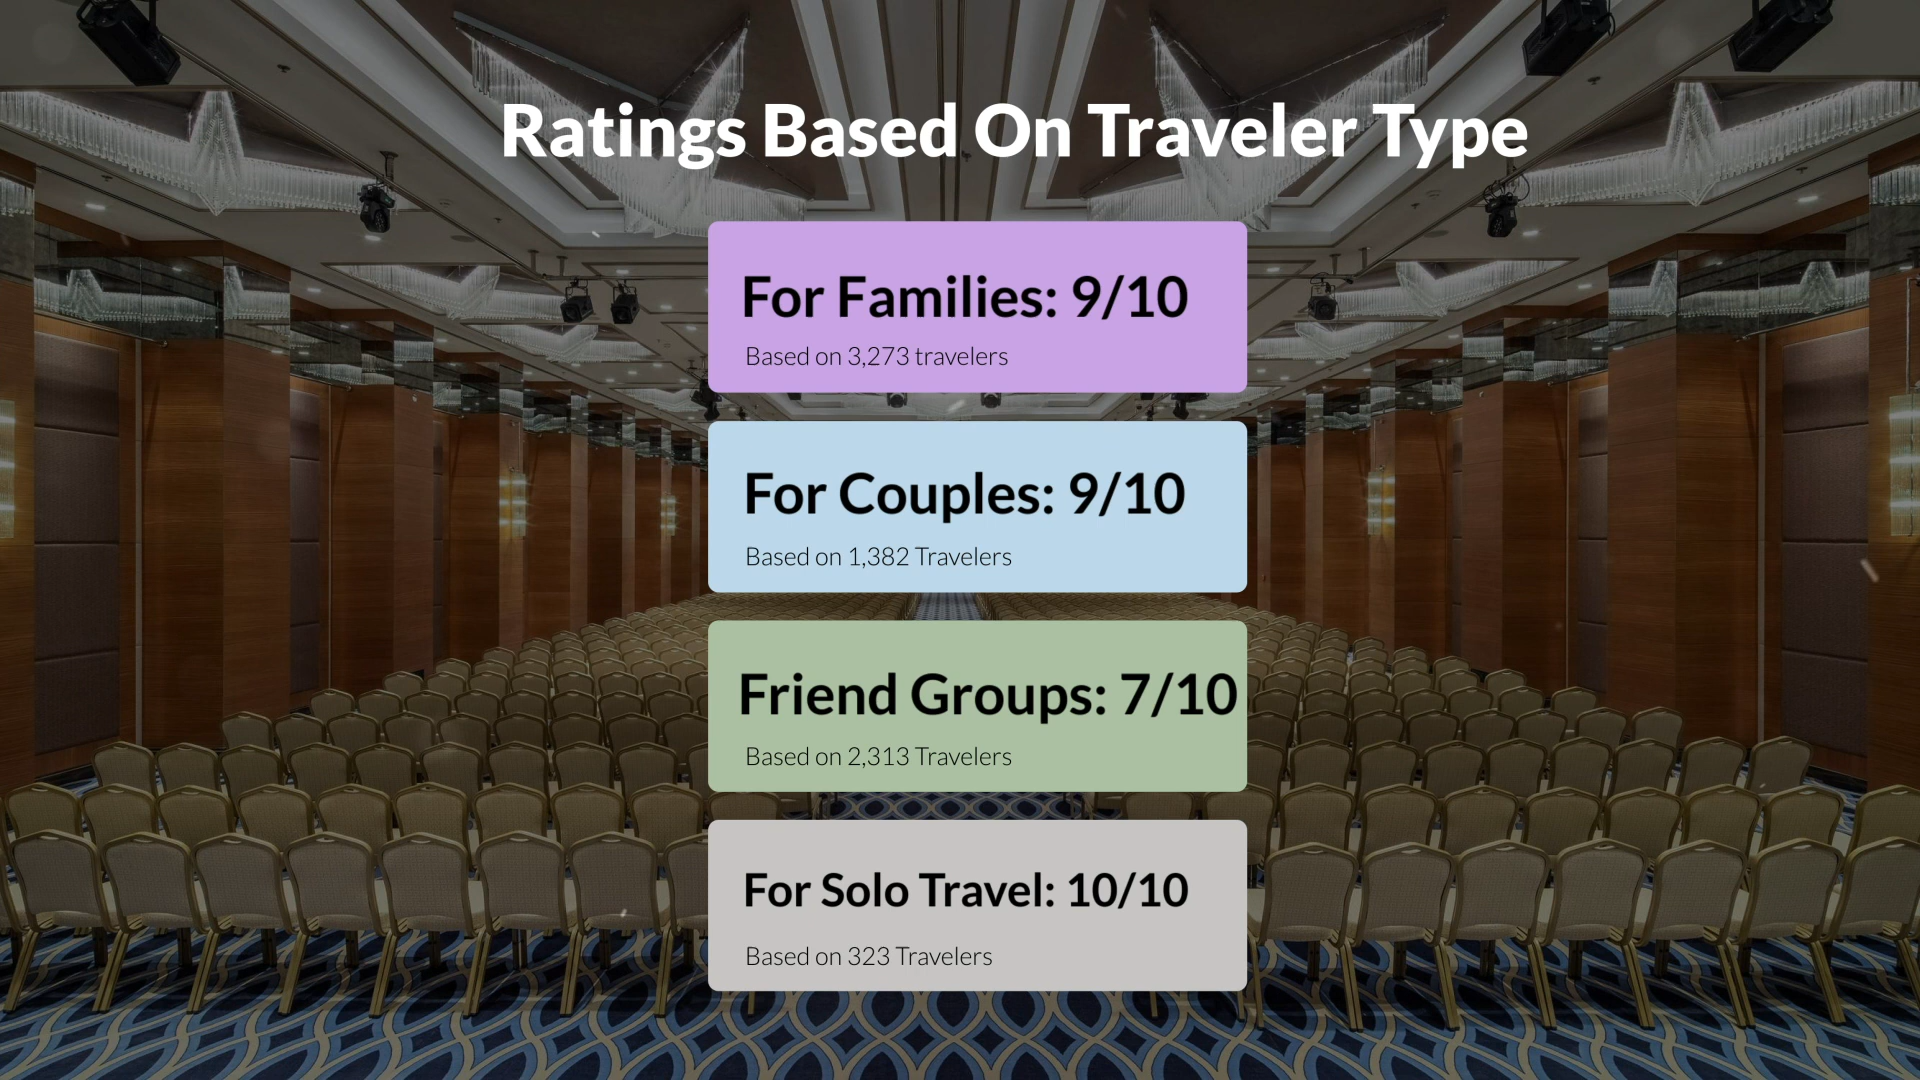 Ratings Based On Traveler Type
For Families: 9/10
Based on 3,273 travelers
For Couples: 9/10
Based on 1,382 Travelers
Friend Groups: 7/10
Based on 2,313 Travelers
For Solo Travel: 10/10
Based on 323 Travelers